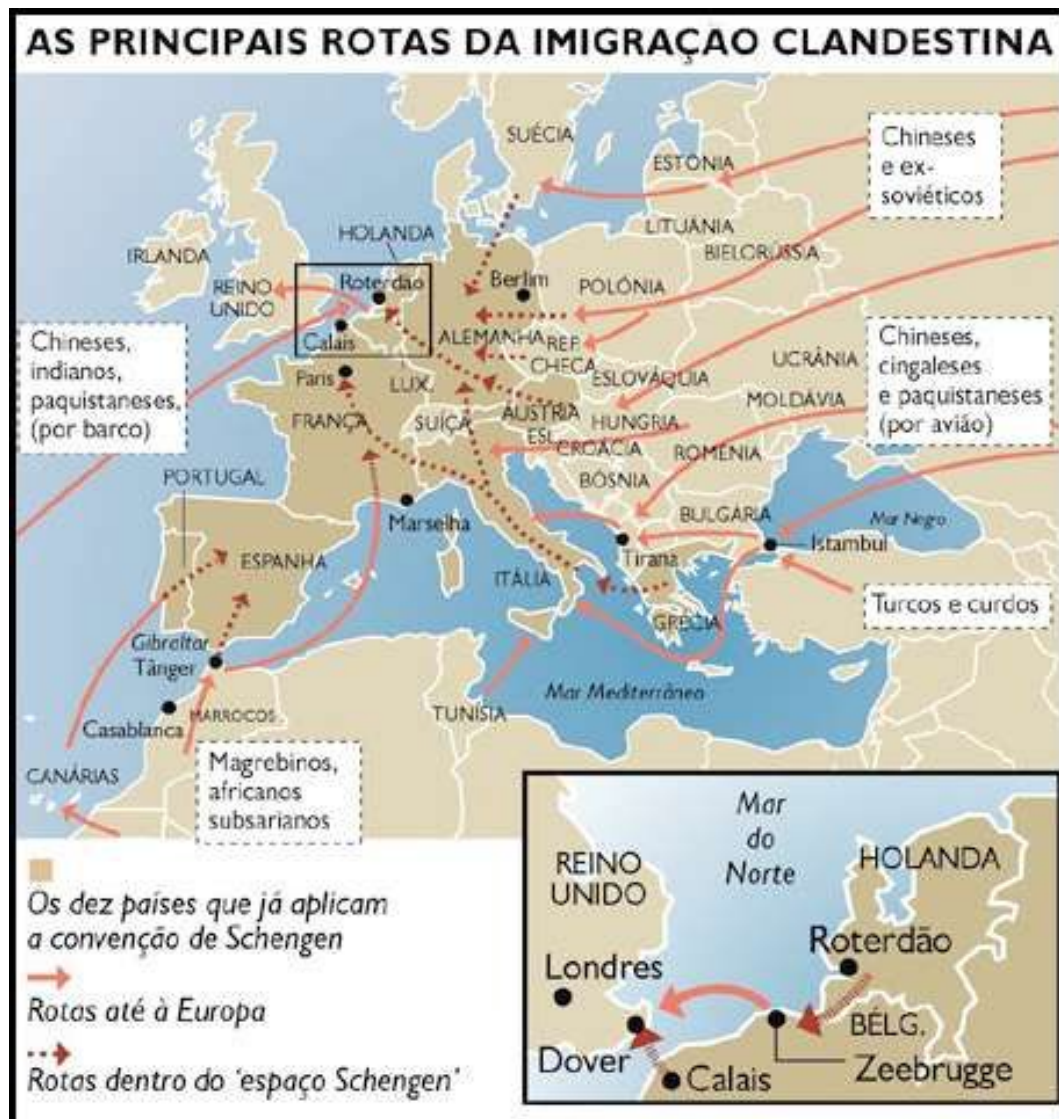 AS PRINCIPAIS ROTAS DA IMIGRAÇÃO CLANDESTINA
SUÉCIA
ESTÓNIA
Chineses
e ex-
soviéticos
LITUÂNIA
BIELORÚSSIA
HOLANDA
IRLANDA
REINO
UNIDO
Roterdão
Berlim
POLÓNIA
Calais
ALEMANHA
REP.
CHECA
UCRÂNIA
Chineses,
indianos,
paquistaneses,
(por barco)
Paris
LUX.
ESLOVÁQUIA
MOLDÁVIA
Chineses,
cingaleses
e paquistaneses
(por avião)
FRANÇA
SUÍÇA
ÁUSTRIA
HUNGRIA
ESL.
CROÁCIA
ROMÉNIA
BÓSNIA
PORTUGAL
Marselha
BULGÁRIA
Mar Negro
Istambul
ESPANHA
ITÁLIA
Tirana
GRÉCIA
Turcos e curdos
Gibraltar
Tânger
Casablanca
MARROCOS
TUNÍSIA
Mar Mediterrâneo
CANÁRIAS
Magrebinos,
africanos
subsarianos
Os dez países que já aplicam
a convenção de Schengen
Rotas até à Europa
Rotas dentro do 'espaço Schengen'
Mar
do
Norte
REINO
UNIDO
HOLANDA
Roterdão
Londres
BÉLG.
Dover
Zeebrugge
Calais